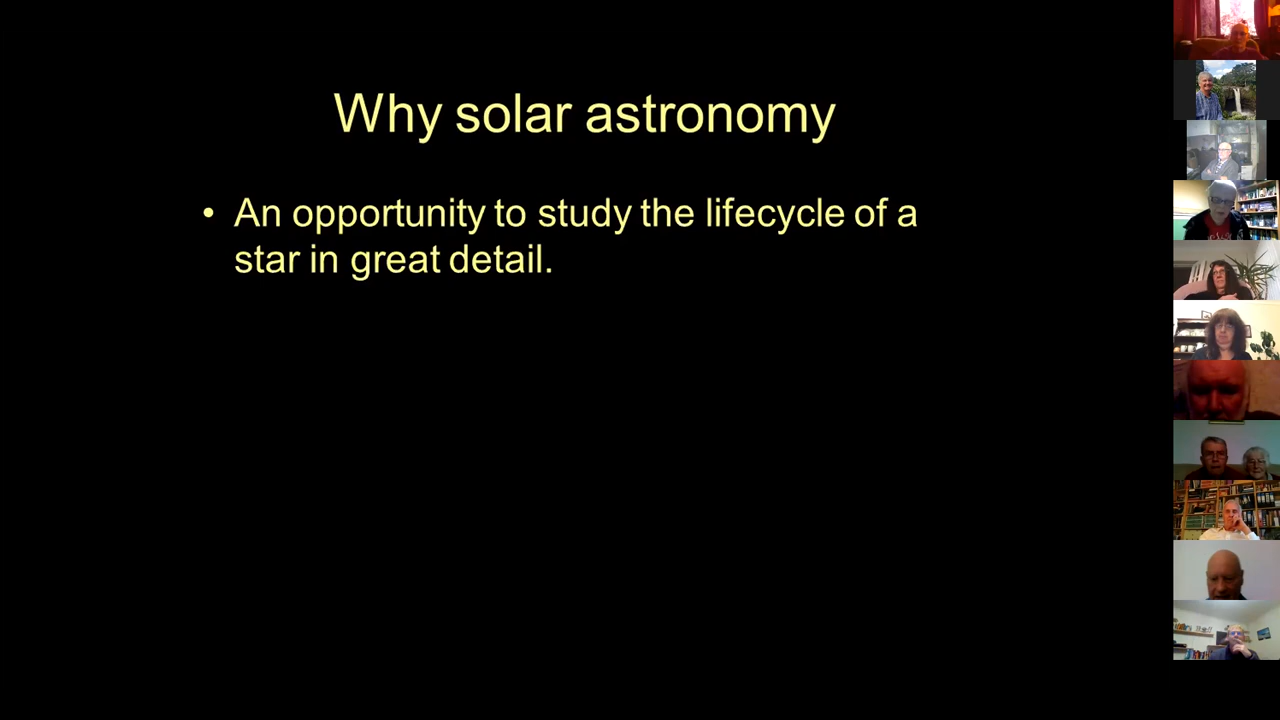 Why solar astronomy
• An opportunity to study the lifecycle of a
star in great detail.